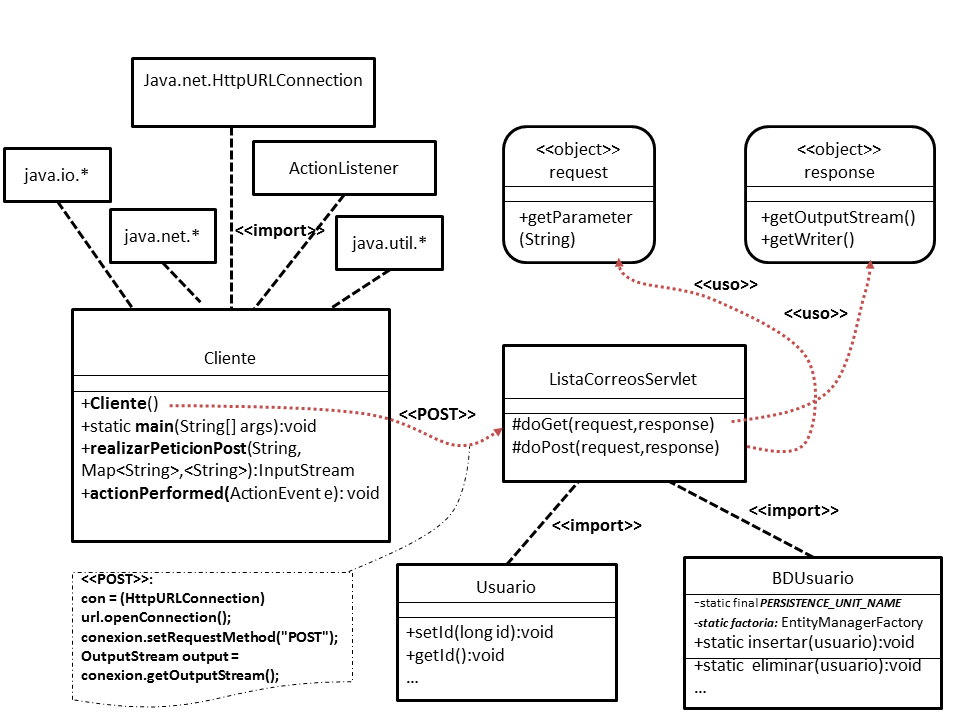 Java.net.HttpURLConnection
java.io.*
ActionListener
java.net.*
<<import>>
java.util.*
<<object>>
request
+getParameter
(String)
<<object>>
response
+getOutputStream()
+getWriter()
<<uso>>
<<uso>>
Cliente
+Cliente()
+static main(String[] args):void
+realizarPeticionPost(String,
Map<String>,<String>):InputStream
+actionPerformed(ActionEvent e): void
<<POST>>
ListaCorreosServlet
#doGet(request,response)
#doPost(request,response)
<<import>>
<<import>>
<<POST>>:
con = (HttpURLConnection)
url.openConnection();
conexion.setRequestMethod("POST");
OutputStream output =
conexion.getOutputStream();
Usuario
+setId(long id):void
+getId():void
...
BDUsuario
-static final PERSISTENCE_UNIT_NAME
-static factoria: EntityManagerFactory
+static insertar(usuario):void
+static eliminar(usuario):void
...